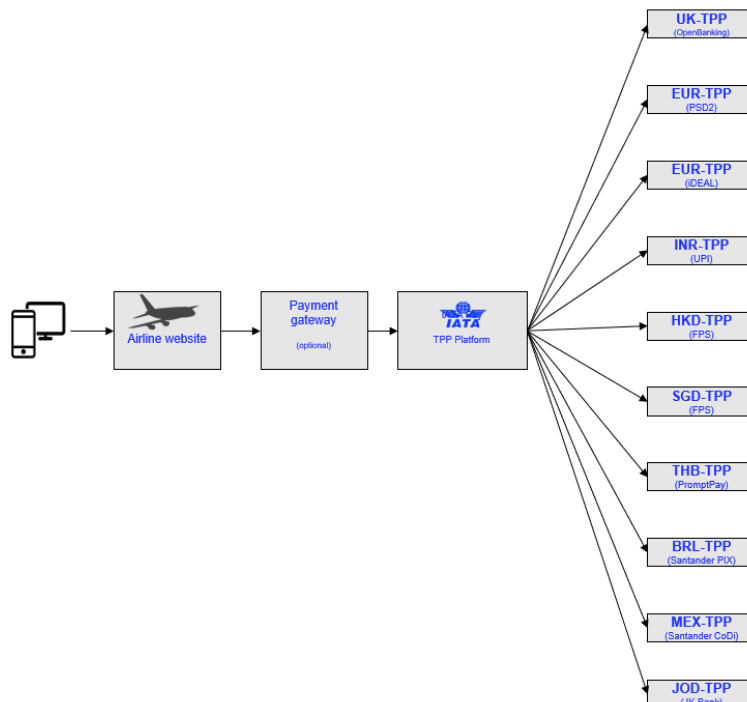 UK-TPP
(OpenBanking)
EUR-TPP
(PSD2)
EUR-TPP
(iDEAL)
INR-TPP
(UPI)
HKD-TPP
(FPS)
SGD-TPP
(FPS)
THB-TPP
(PromptPay)
BRL-TPP
(Santander PIX)
MEX-TPP
(Santander CoDi)
JOD-TPP
Airline website
Payment
gateway
(optional)
IATA
TPP Platform